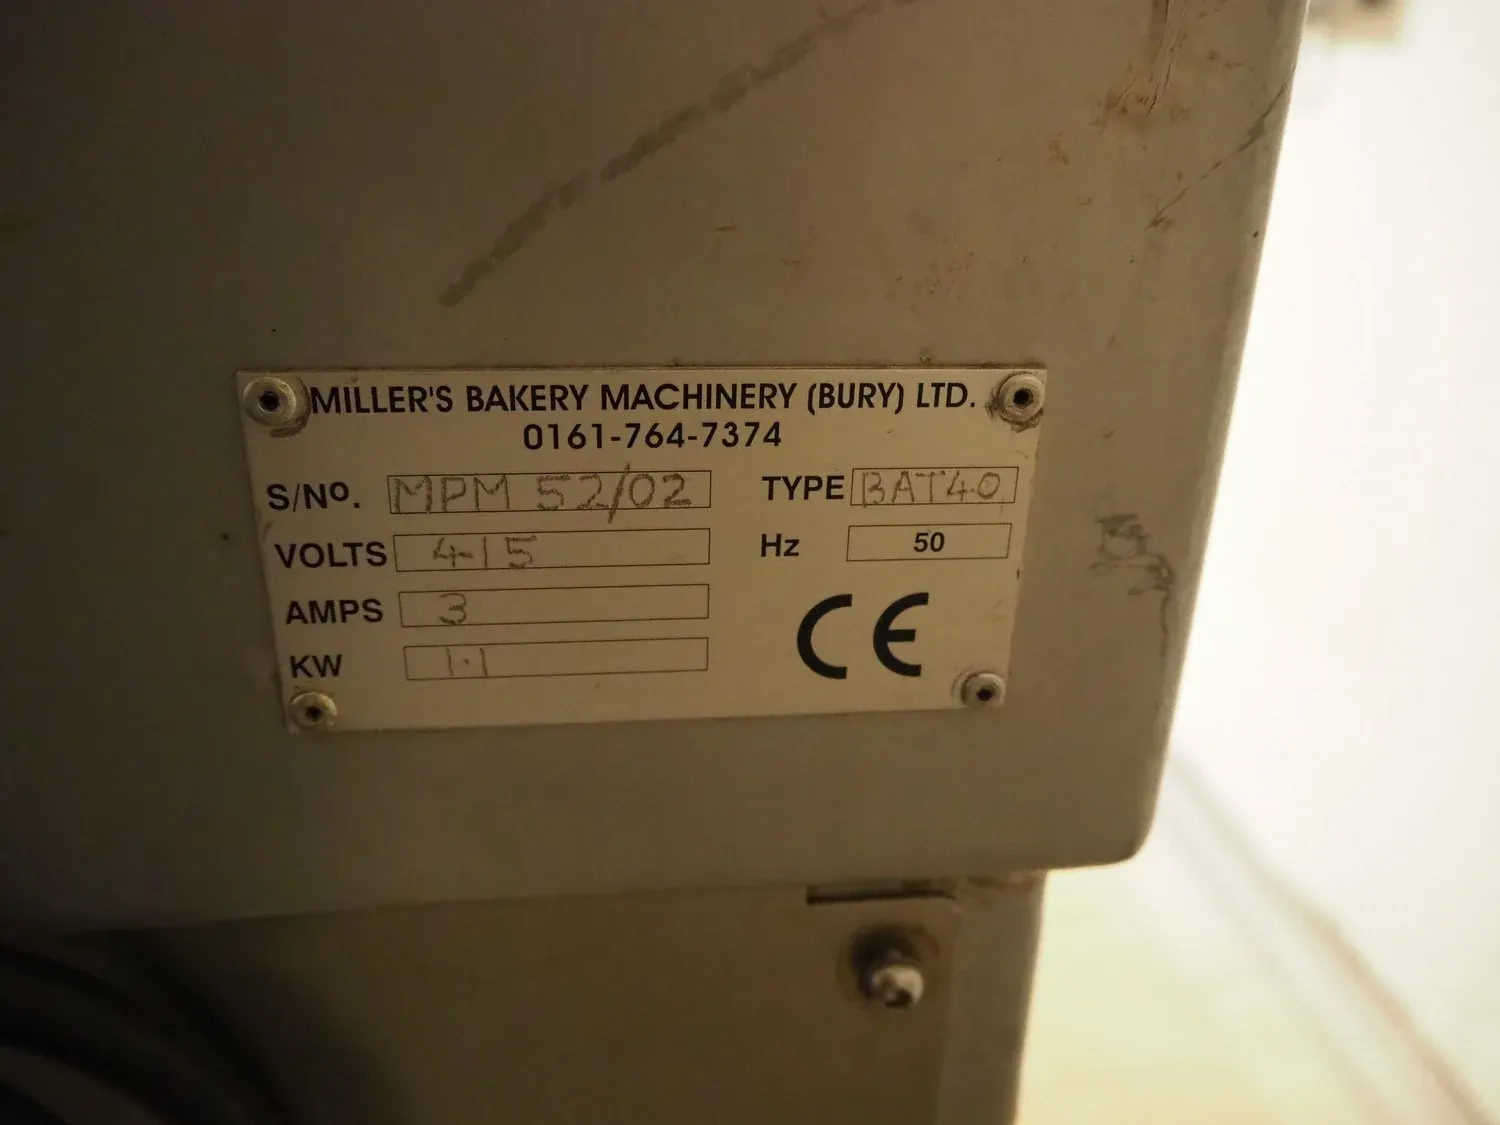 MILLER'S BAKERY MACHINERY (BURY) LTD.
0161-764-7374
S/No. MPM 52/02 TYPE BAT40
VOLTS 415 Hz 50
AMPS 3
KW 1.1
CE